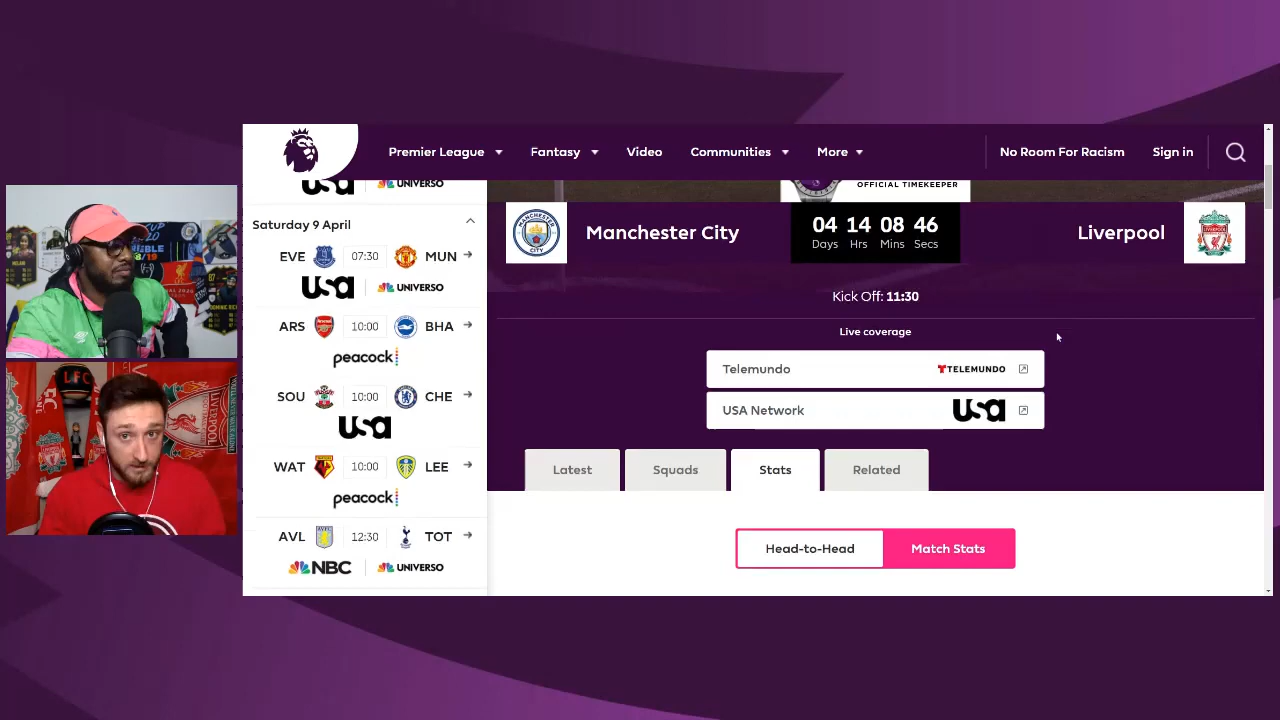 Premier League
Fantasy
Video
Communities
More
No Room For Racism
Sign in
usa
UNIVERSO
OFFICIAL TIMEKEEPER
Saturday 9 April
EVE 07:30 MUN
usa UNIVERSO
ARS 10:00 BHA
peacock
SOU 10:00 CHE
usa
WAT 10:00 LEE
peacock
AVL 12:30 TOT
NBC UNIVERSO
Manchester City
04 14 08 46
Days Hrs Mins Secs
Liverpool
Kick Off: 11:30
Live coverage
Telemundo TELEMUNDO
USA Network usa
Latest
Squads
Stats
Related
Head-to-Head
Match Stats
LFC